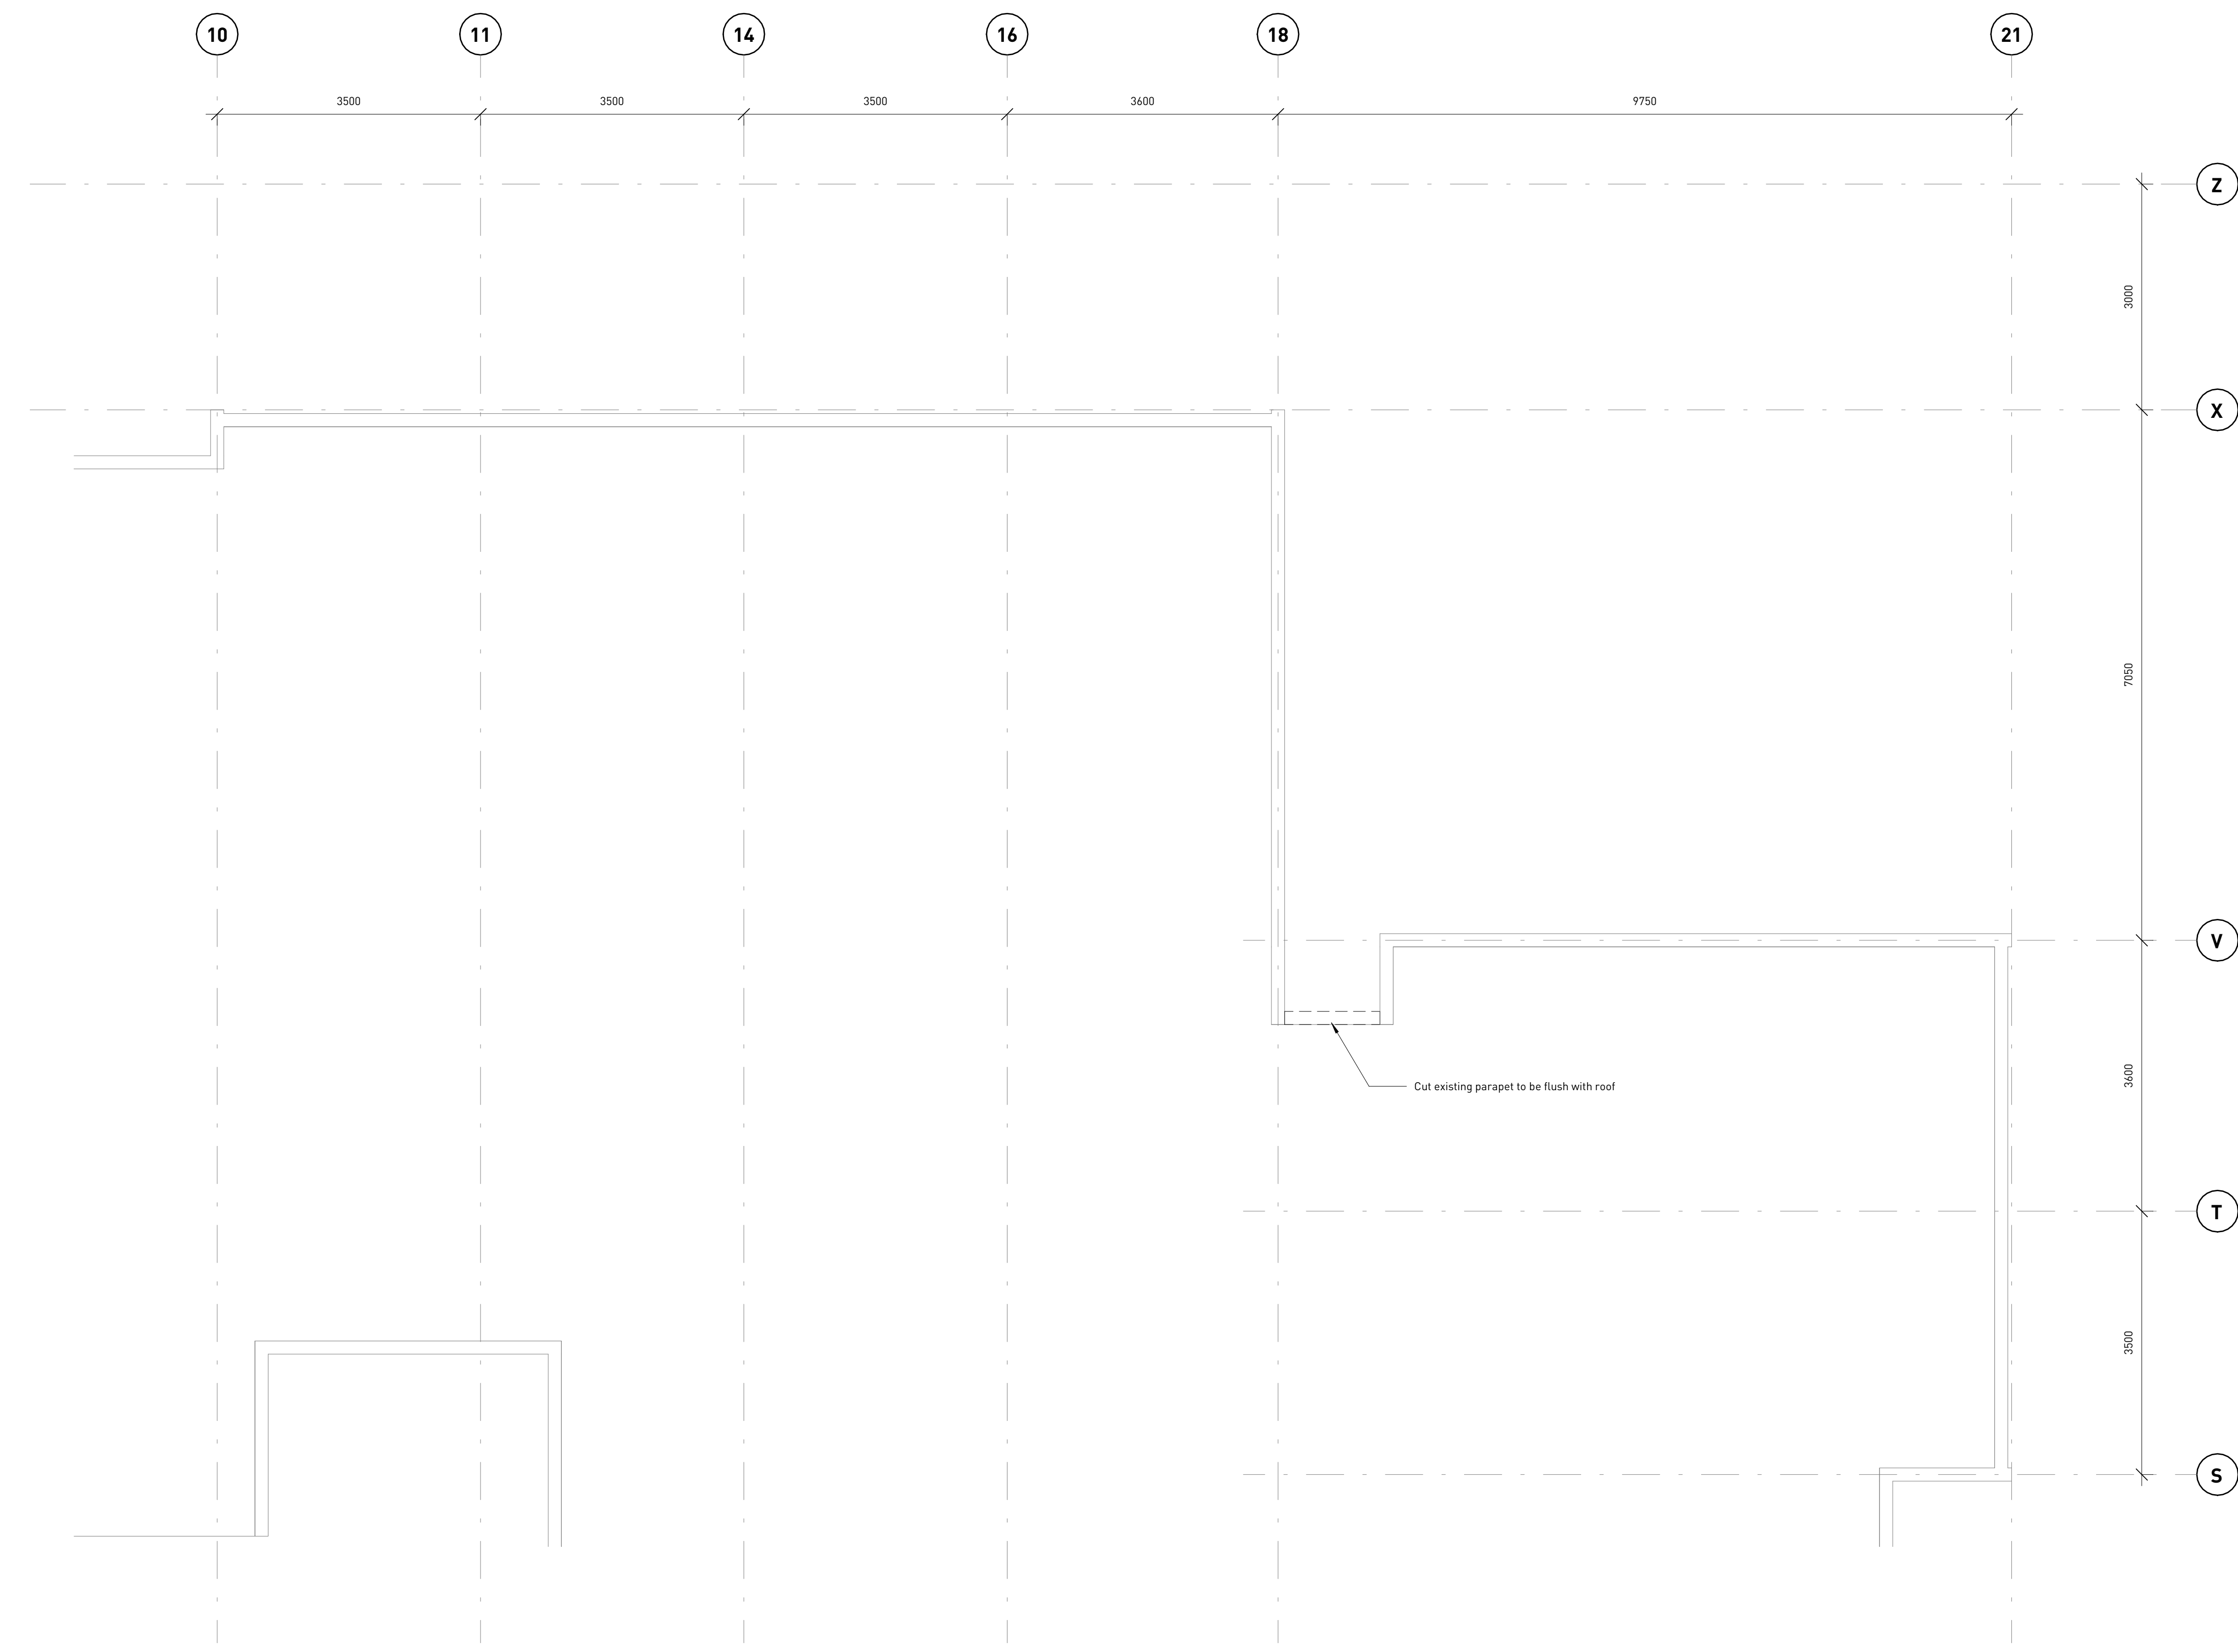 10 11 14 16 18 21
3500 3500 3500 3600 9750
Z
3000
X
7050
V
3600
Cut existing parapet to be flush with roof
T
3500
S